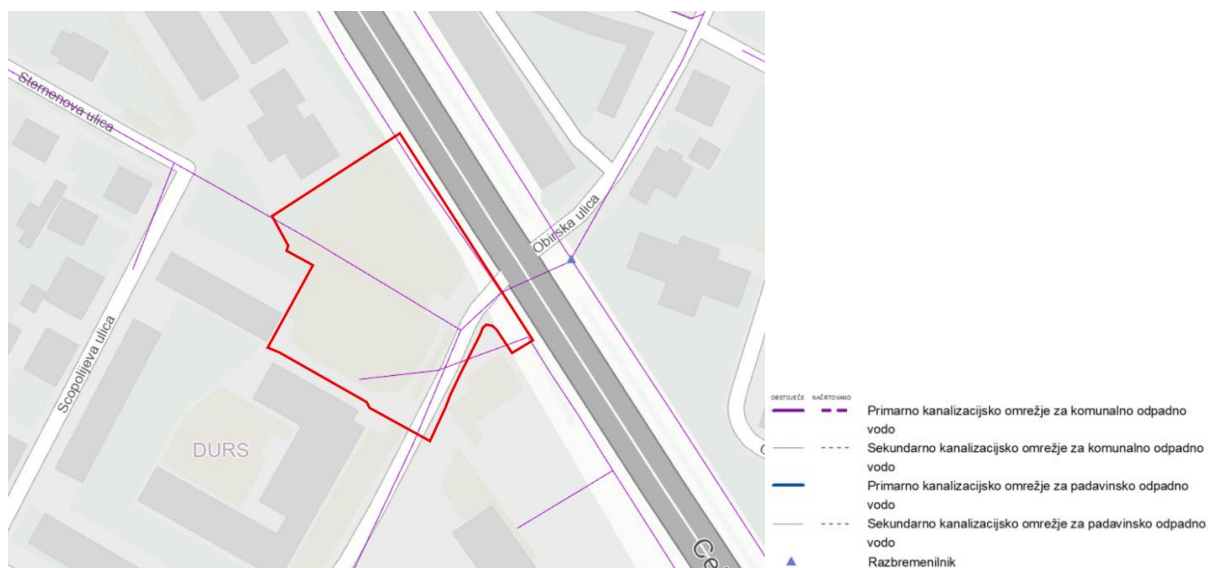 Sternenova ulica
Obirska ulica
Scopolijeva ulica
DURS
OBSTOJEČE NAČRTOVANO
Primarno kanalizacijsko omrežje za komunalno odpadno
vodo
Sekundarno kanalizacijsko omrežje za komunalno odpadno
vodo
Primarno kanalizacijsko omrežje za padavinsko odpadno
vodo
Sekundarno kanalizacijsko omrežje za padavinsko odpadno
vodo
Razbremenilnik